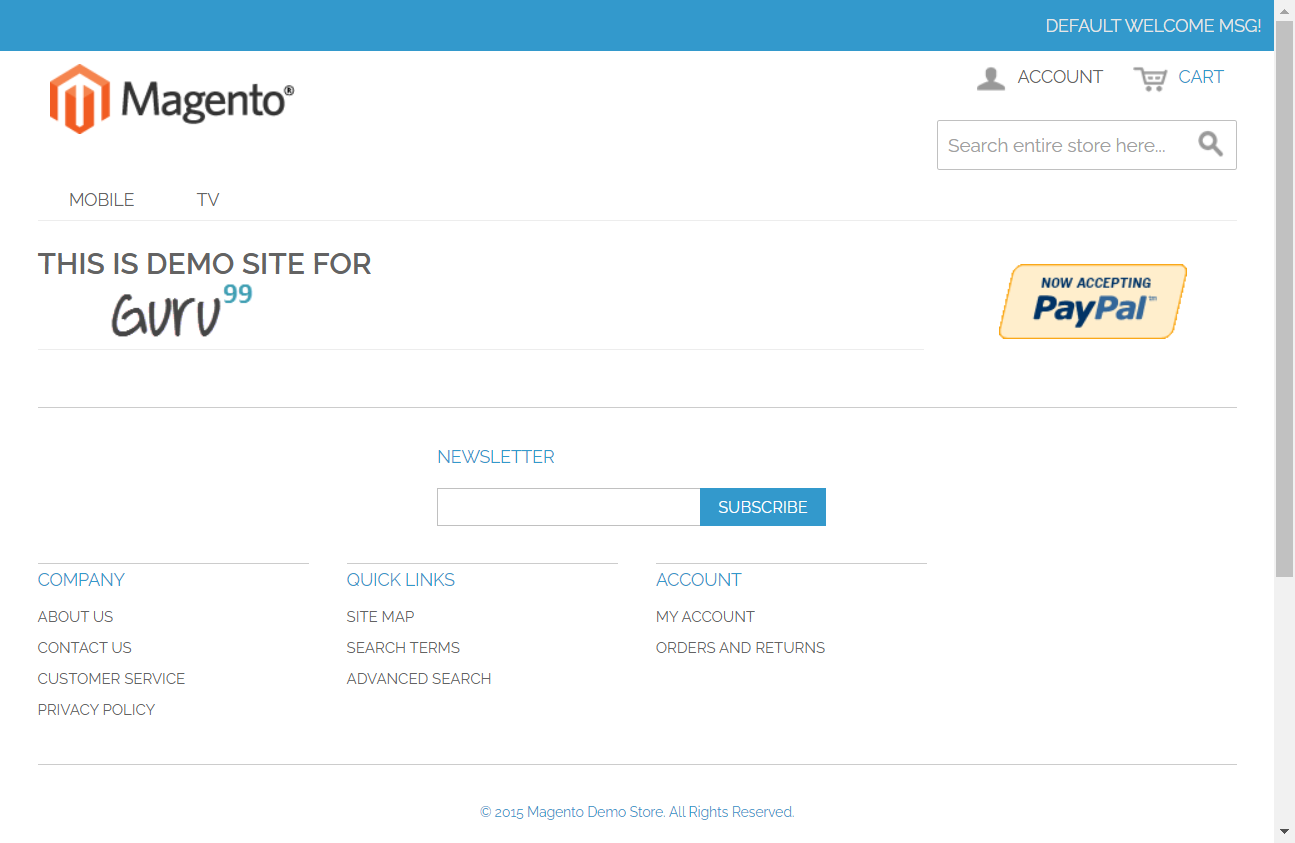 DEFAULT WELCOME MSG!
Magento®
ACCOUNT
CART
Search entire store here...
MOBILE
TV
THIS IS DEMO SITE FOR
Guru99
NOW ACCEPTING
PayPal™
NEWSLETTER
SUBSCRIBE
COMPANY
ABOUT US
CONTACT US
CUSTOMER SERVICE
PRIVACY POLICY
QUICK LINKS
SITE MAP
SEARCH TERMS
ADVANCED SEARCH
ACCOUNT
MY ACCOUNT
ORDERS AND RETURNS
© 2015 Magento Demo Store. All Rights Reserved.